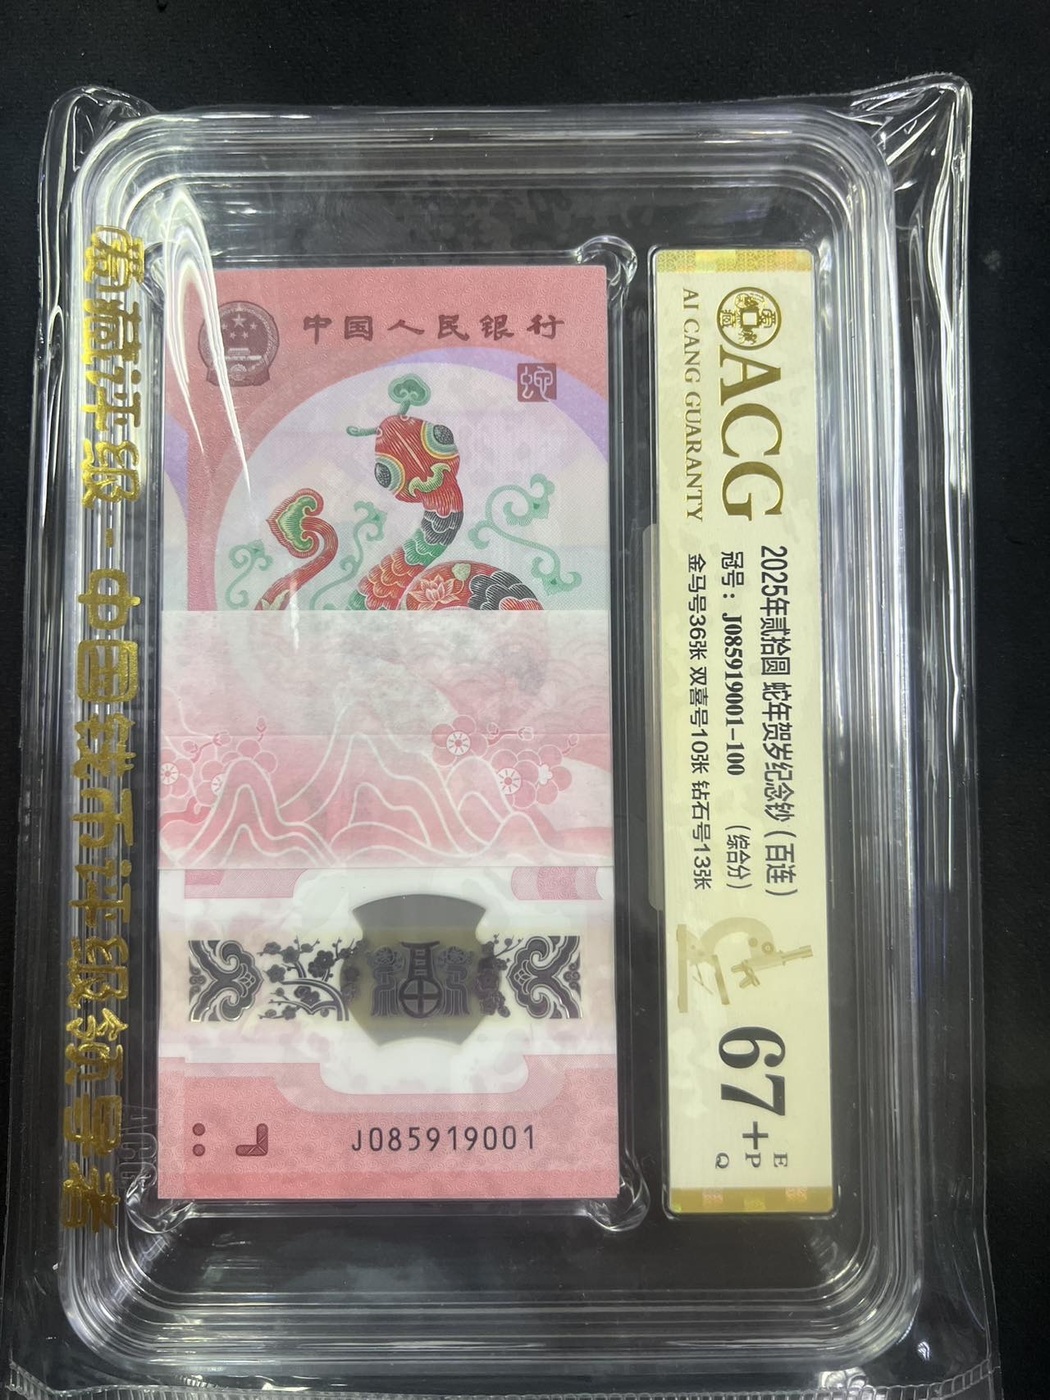 中国人民银行
蛇
J085919001
ACG
AI CANG GUARANTY
2025年贰拾圆 蛇年贺岁纪念钞（百连）
冠号：J085919001-100 （综合分）
金马号36张 双喜号10张 钻石号13张
67+
E
P
Q
爱藏评级-中国钱币评级领导者